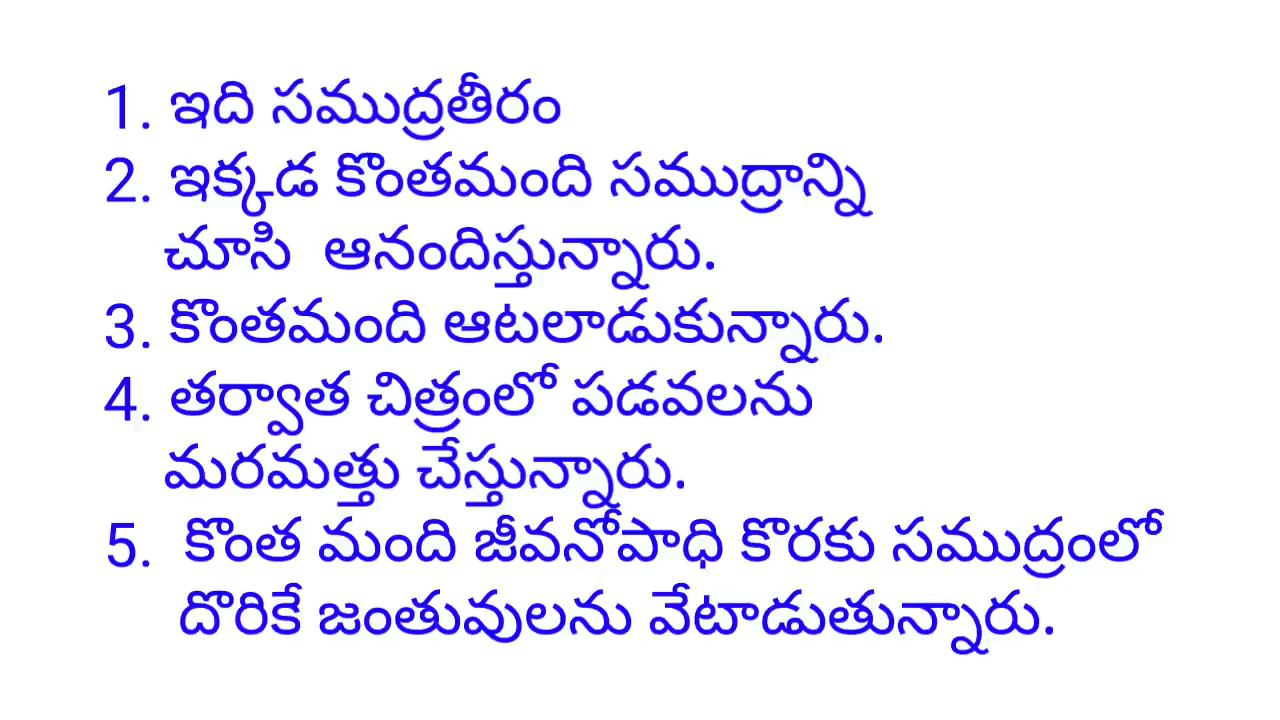 1. ఇది సముద్రతీరం
2. ఇక్కడ కొంతమంది సముద్రాన్ని
చూసి ఆనందిస్తున్నారు.
3. కొంతమంది ఆటలాడుకున్నారు.
4. తర్వాత చిత్రంలో పడవలను
మరమత్తు చేస్తున్నారు.
5. కొంత మంది జీవనోపాధి కొరకు సముద్రంలో
దొరికే జంతువులను వేటాడుతున్నారు.